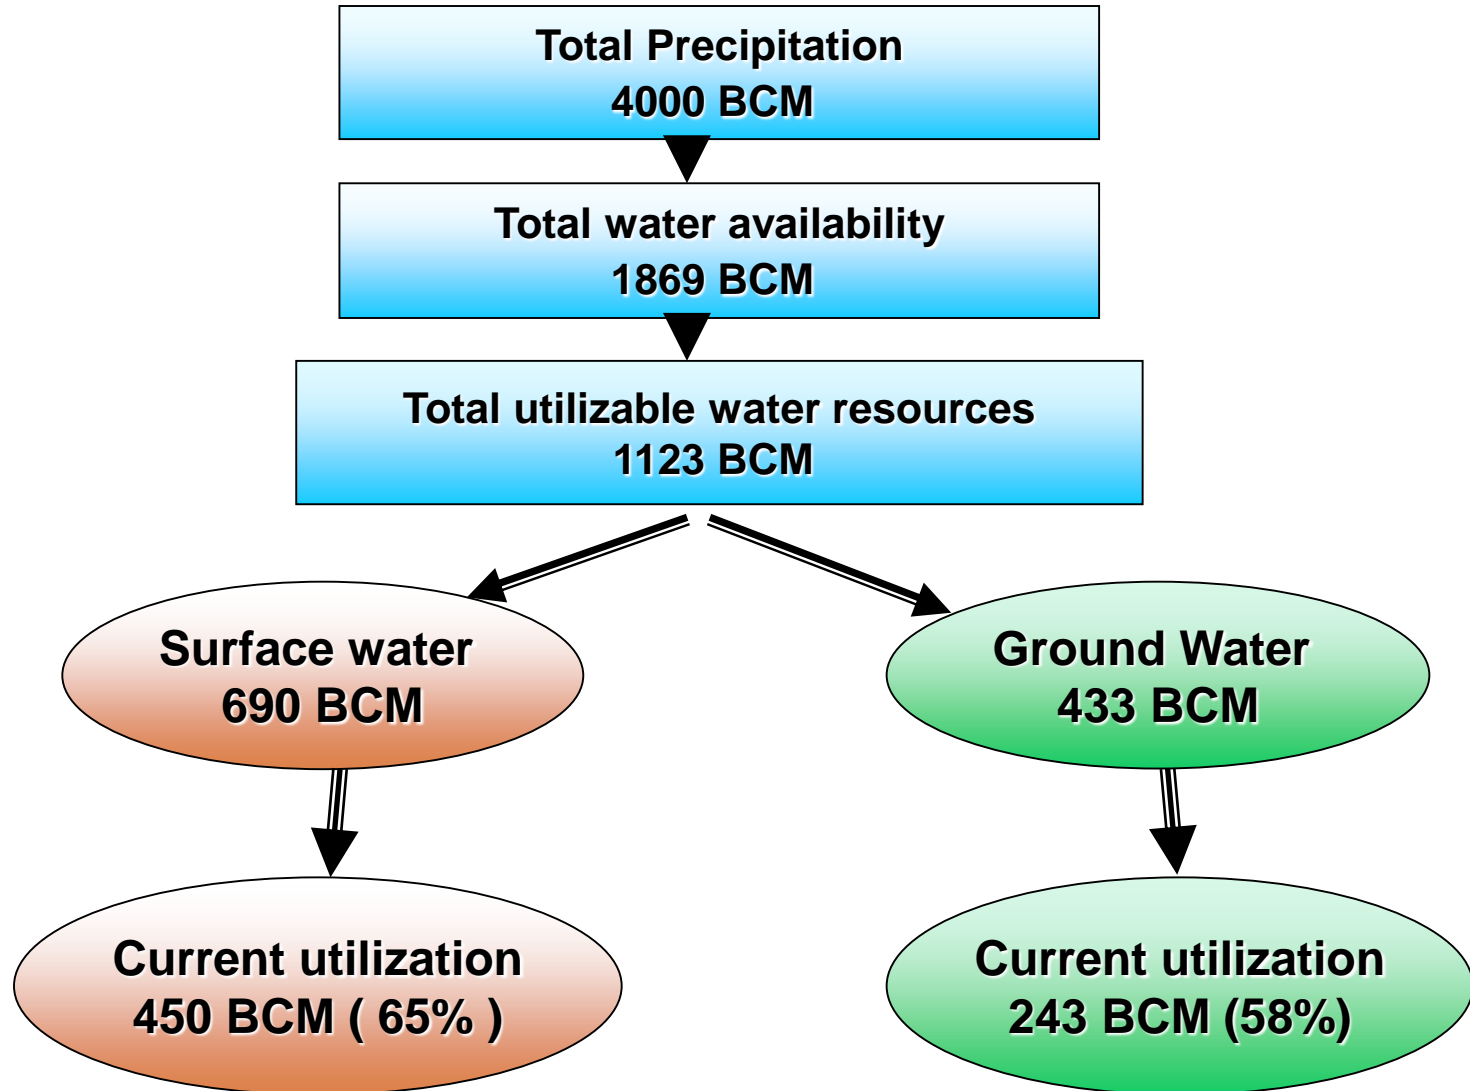 Total Precipitation
4000 BCM
Total water availability
1869 BCM
Total utilizable water resources
1123 BCM
Surface water
690 BCM
Ground Water
433 BCM
Current utilization
450 BCM ( 65% )
Current utilization
243 BCM (58%)